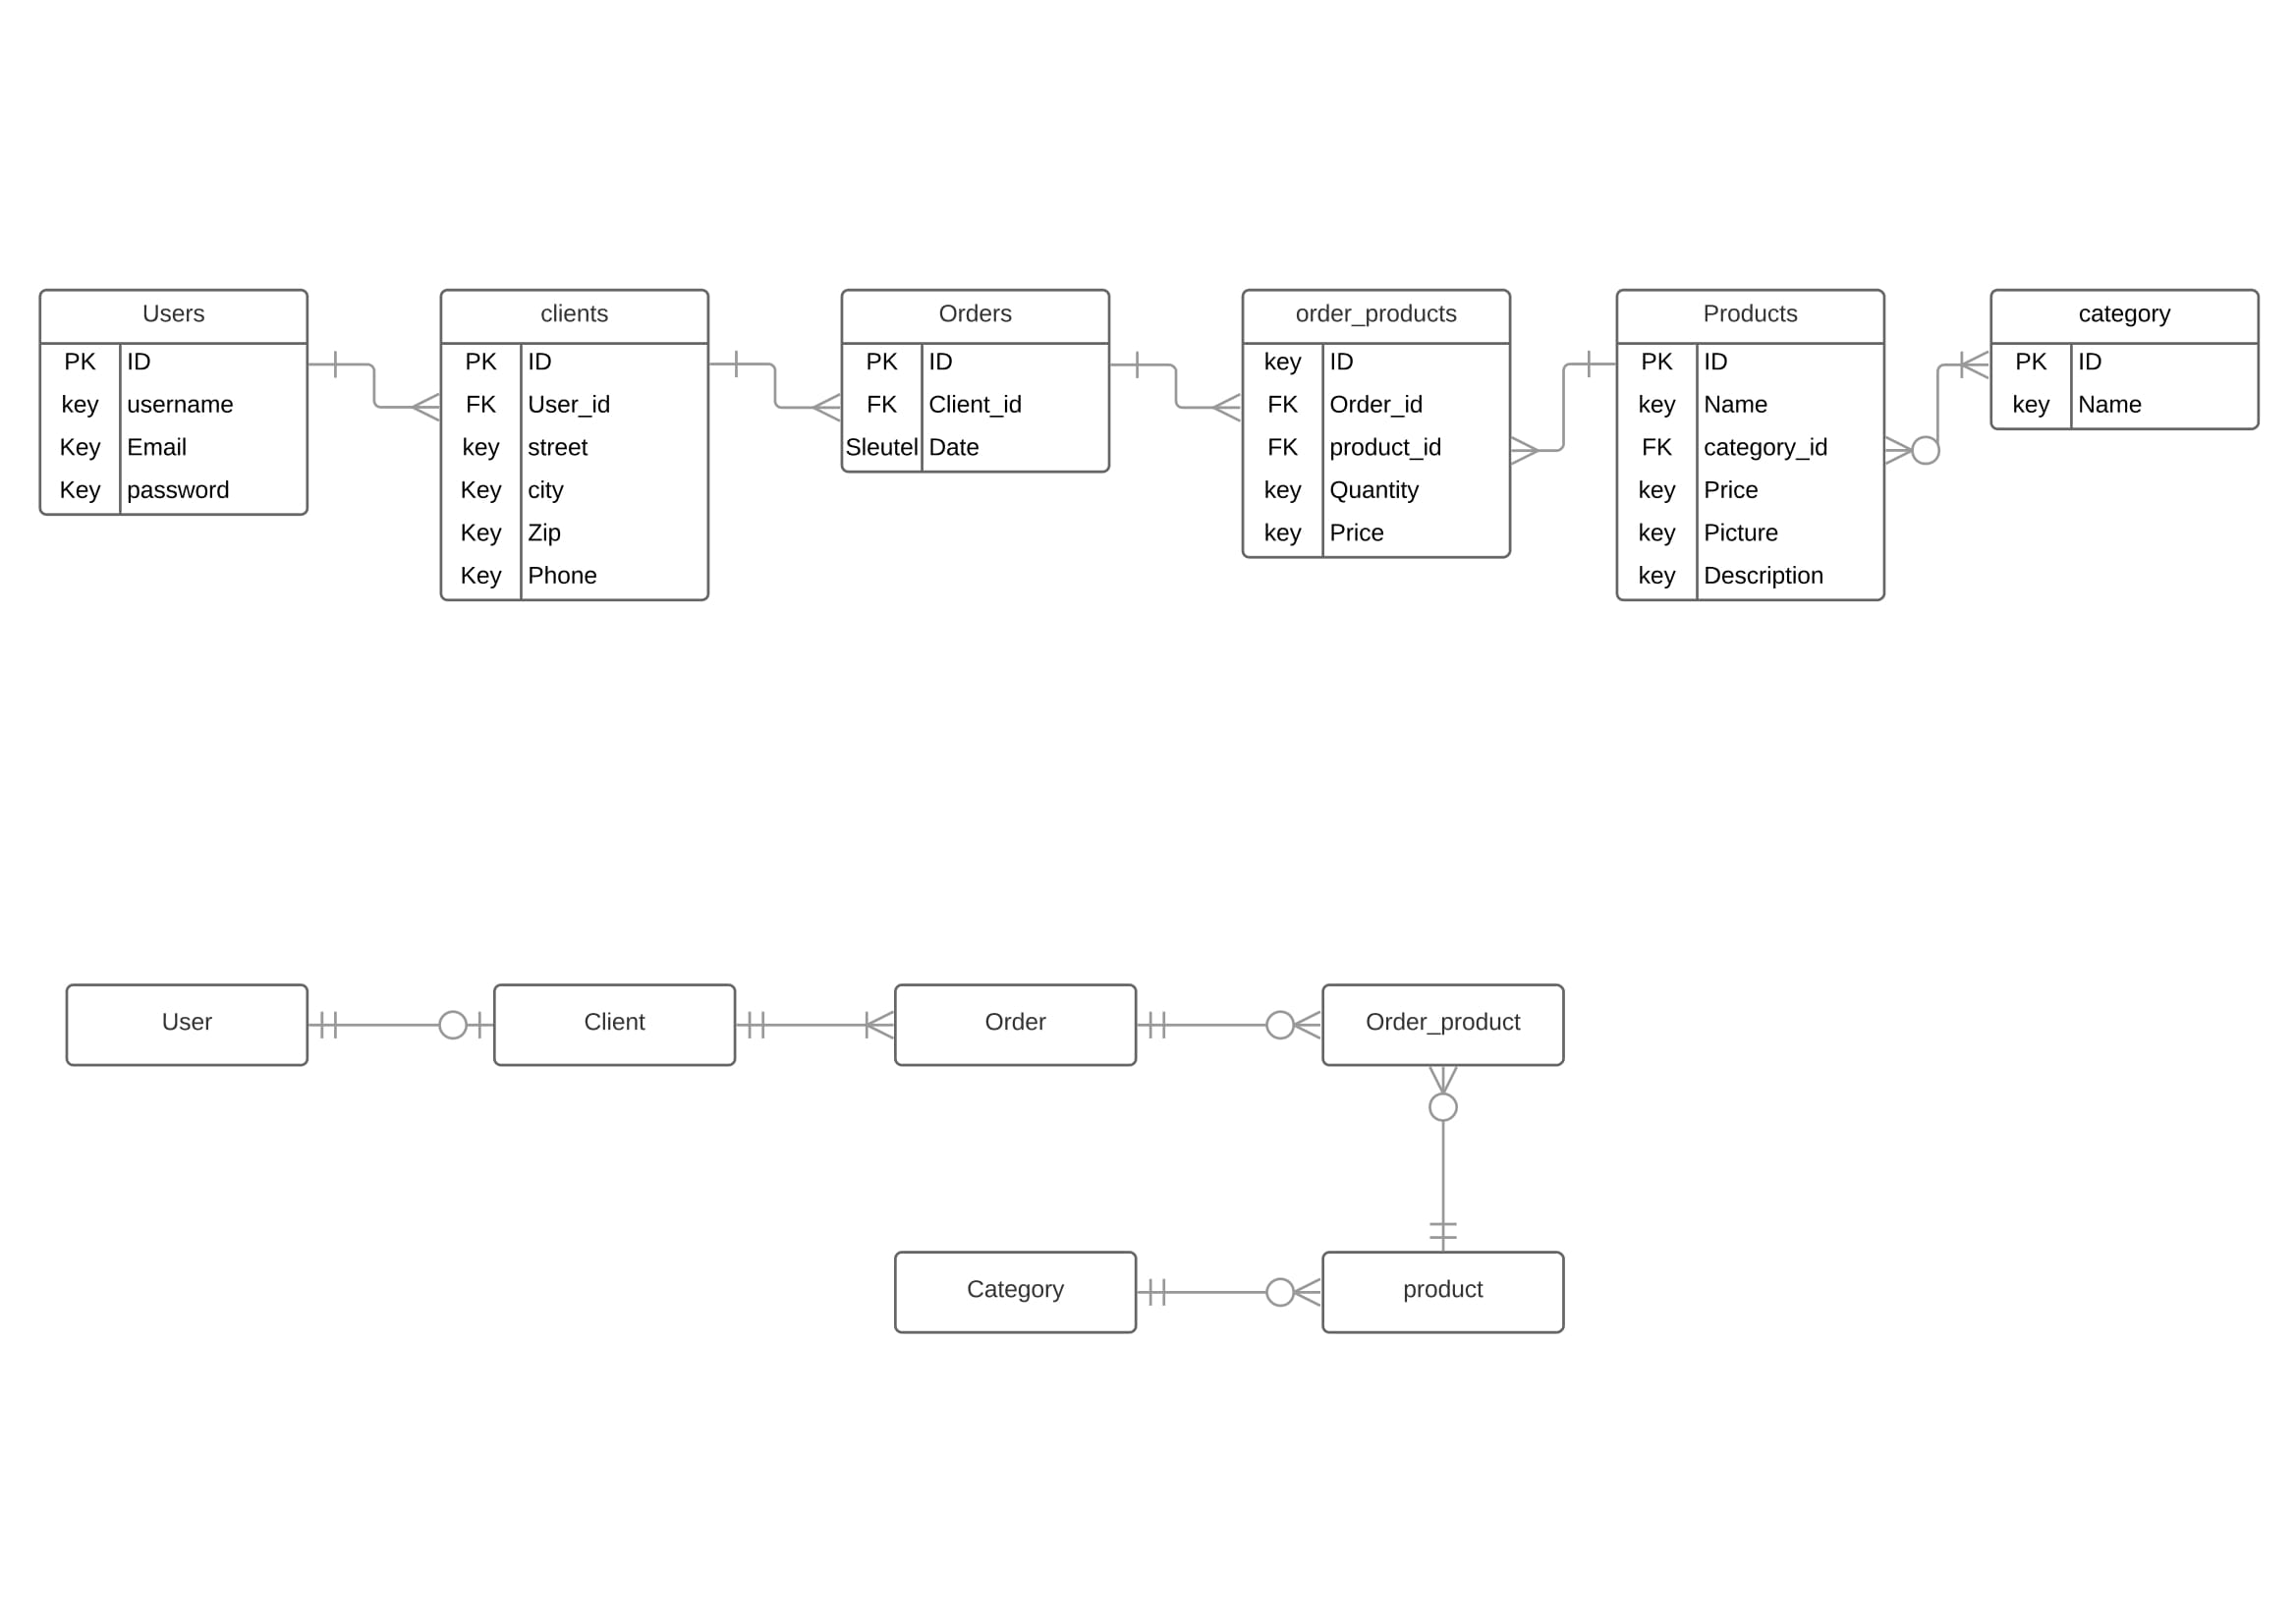 Users
PK ID
key username
Key Email
Key password
clients
PK ID
FK User_id
key street
Key city
Key Zip
Key Phone
Orders
PK ID
FK Client_id
Sleutel Date
order_products
key ID
FK Order_id
FK product_id
key Quantity
key Price
Products
PK ID
key Name
FK category_id
key Price
key Picture
key Description
category
PK ID
key Name
User
Client
Order
Order_product
Category
product